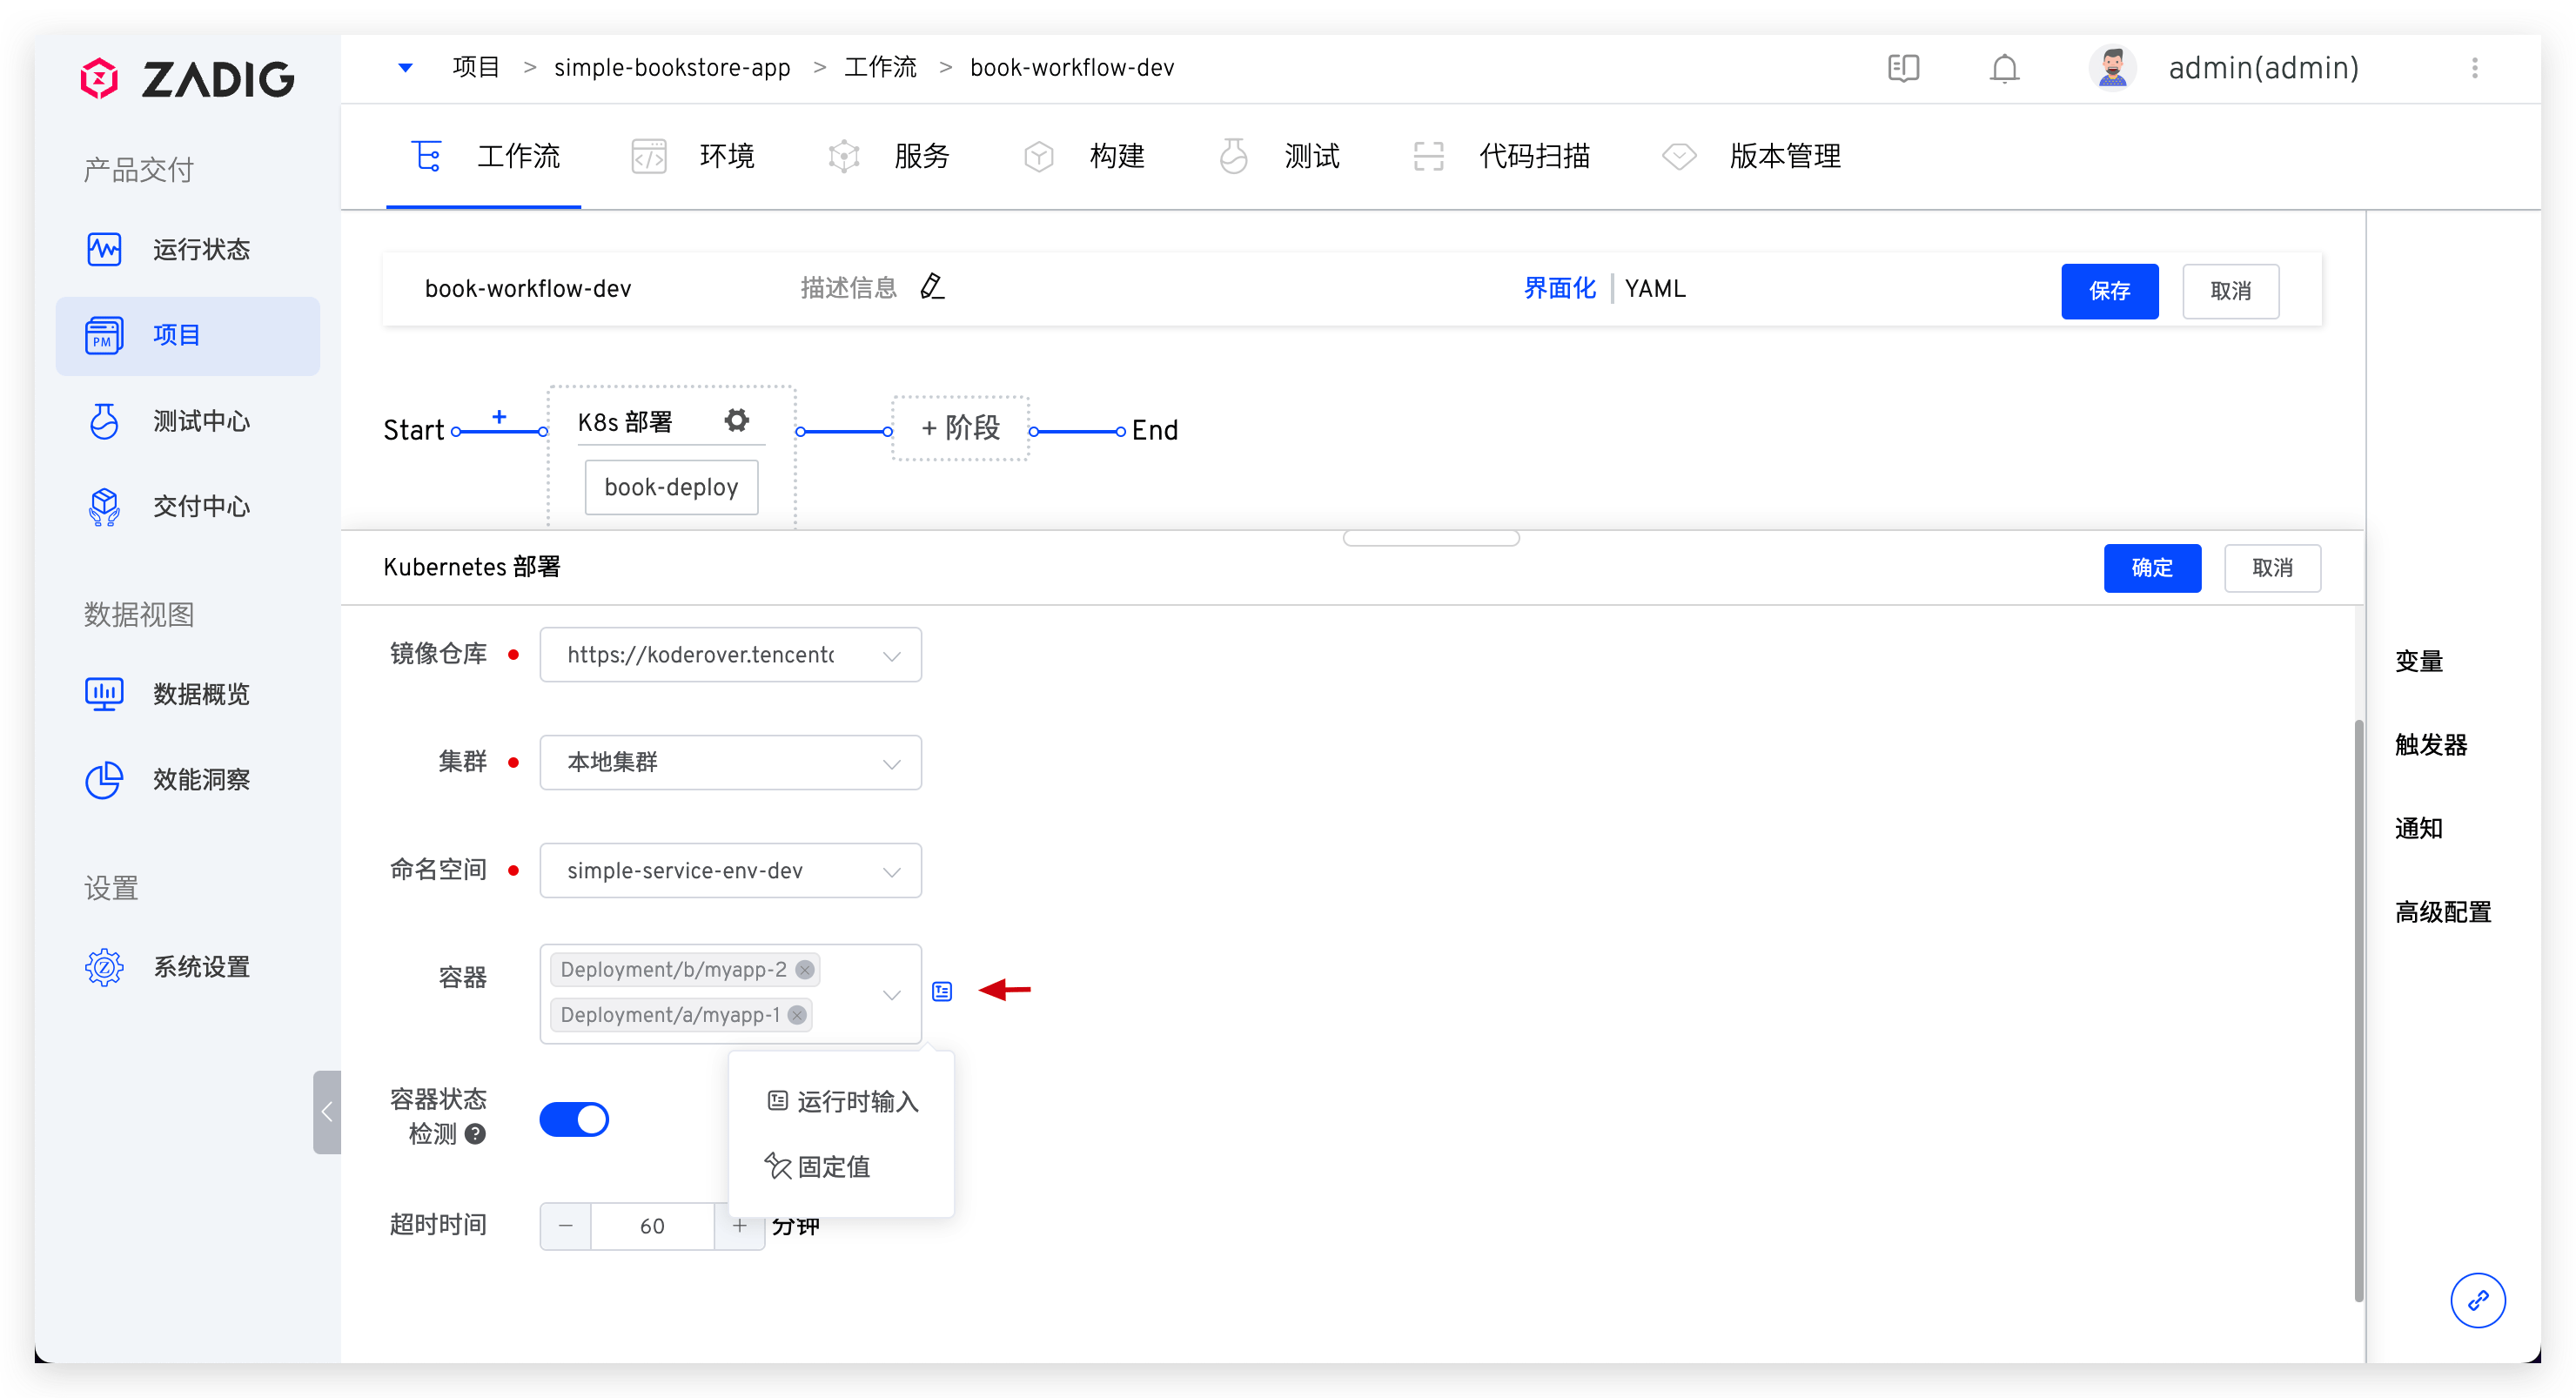 ZADIG
产品交付
运行状态
PM
项目
测试中心
交付中心
数据视图
数据概览
效能洞察
设置
系统设置
项目 > simple-bookstore-app > 工作流 > book-workflow-dev
admin(admin)
工作流 环境 服务 构建 测试 代码扫描 版本管理
book-workflow-dev 描述信息 界面化 | YAML 保存 取消
Start + K8s 部署 + 阶段 End
book-deploy
Kubernetes 部署 确定 取消
镜像仓库 https://koderover.tencentc
集群 本地集群
命名空间 simple-service-env-dev
容器 Deployment/b/myapp-2
Deployment/a/myapp-1
运行时输入
固定值
容器状态
检测 ?
超时时间 − 60 + 分钟
变量
触发器
通知
高级配置